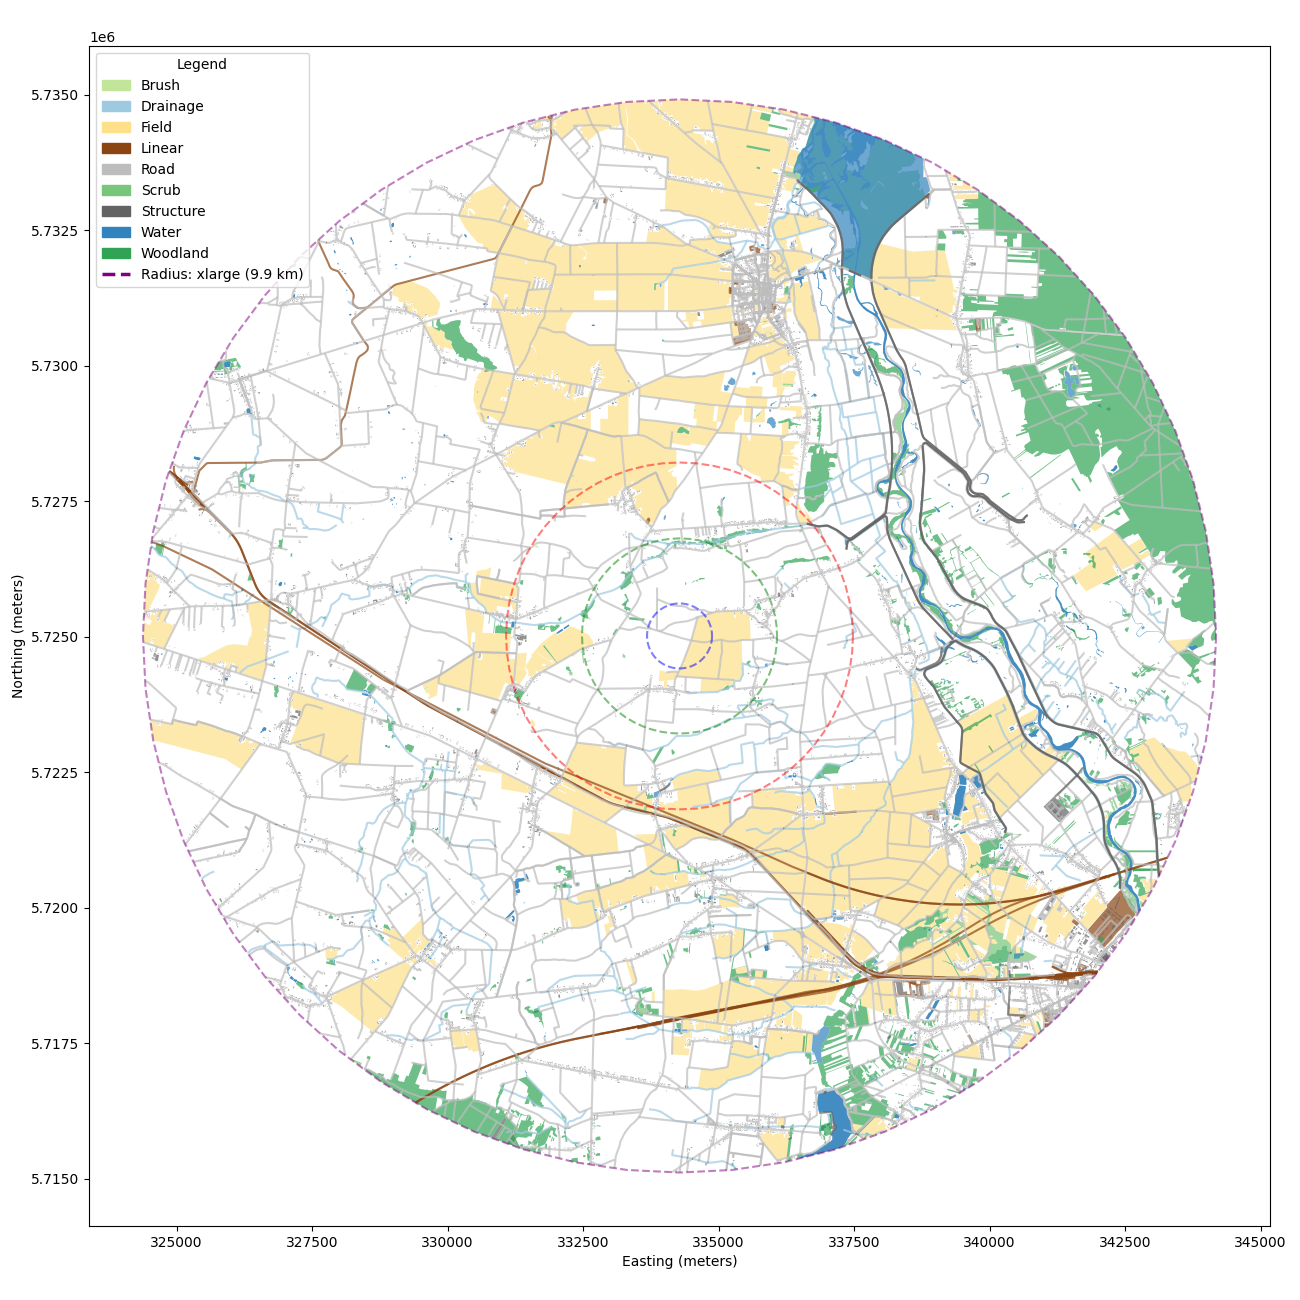 1e6
Legend
Brush
Drainage
Field
Linear
Road
Scrub
Structure
Water
Woodland
Radius: xlarge (9.9 km)
5.7350
5.7325
5.7300
5.7275
5.7250
5.7225
5.7200
5.7175
5.7150
Northing (meters)
325000 327500 330000 332500 335000 337500 340000 342500 345000
Easting (meters)